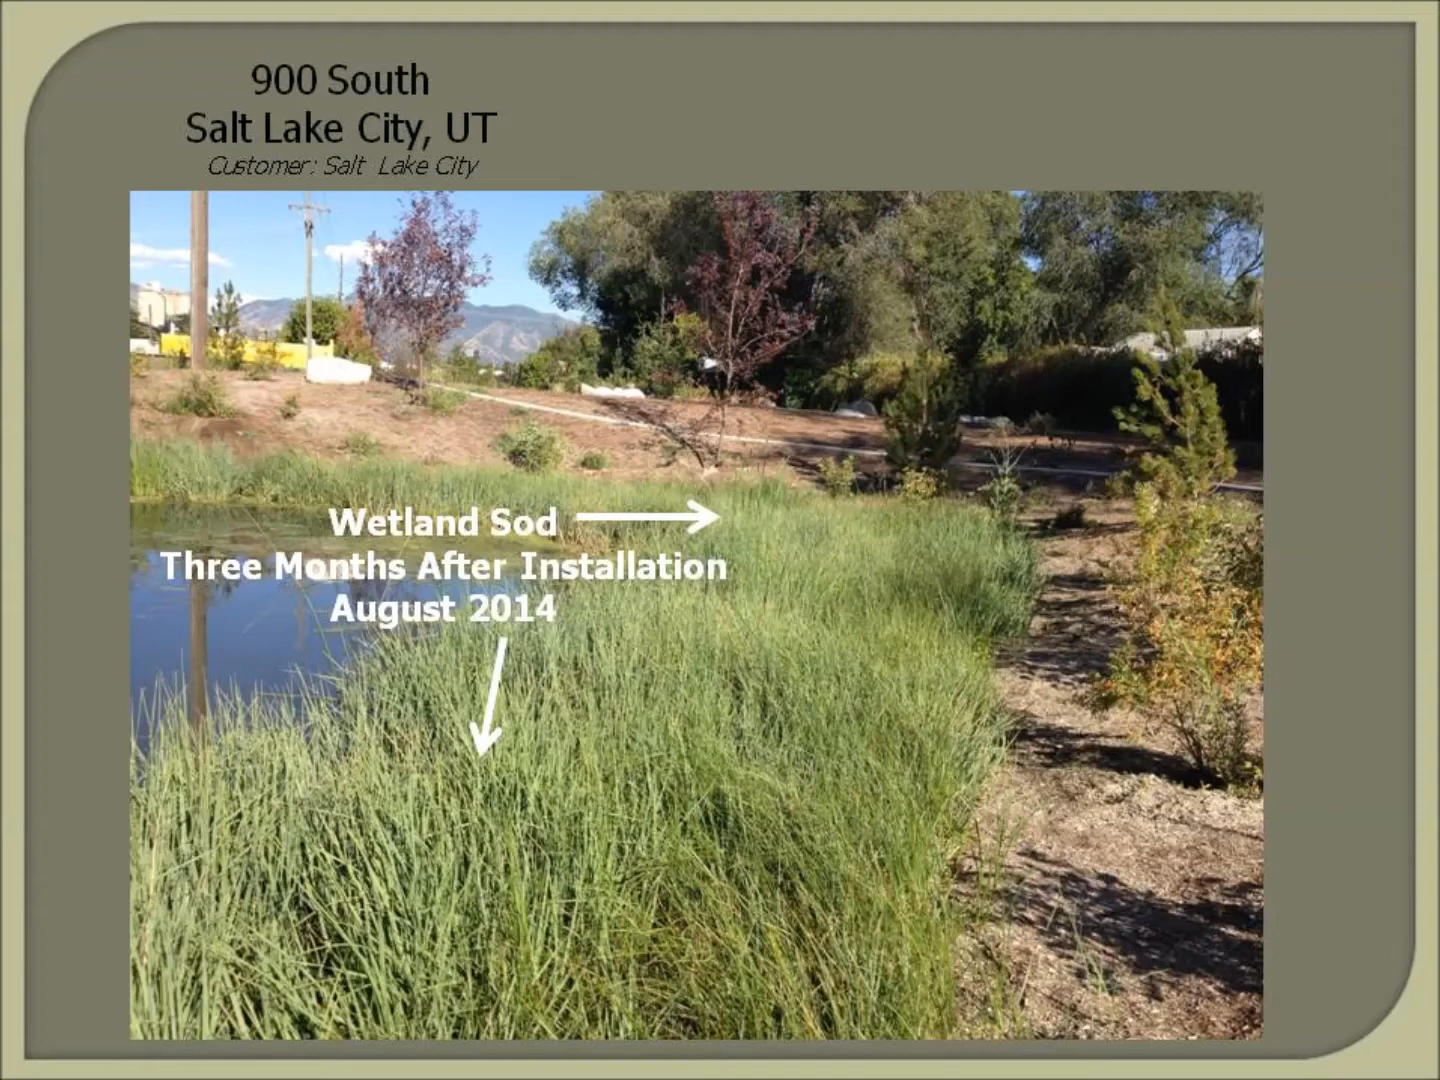 900 South
Salt Lake City, UT
Customer: Salt Lake City
Wetland Sod
Three Months After Installation
August 2014